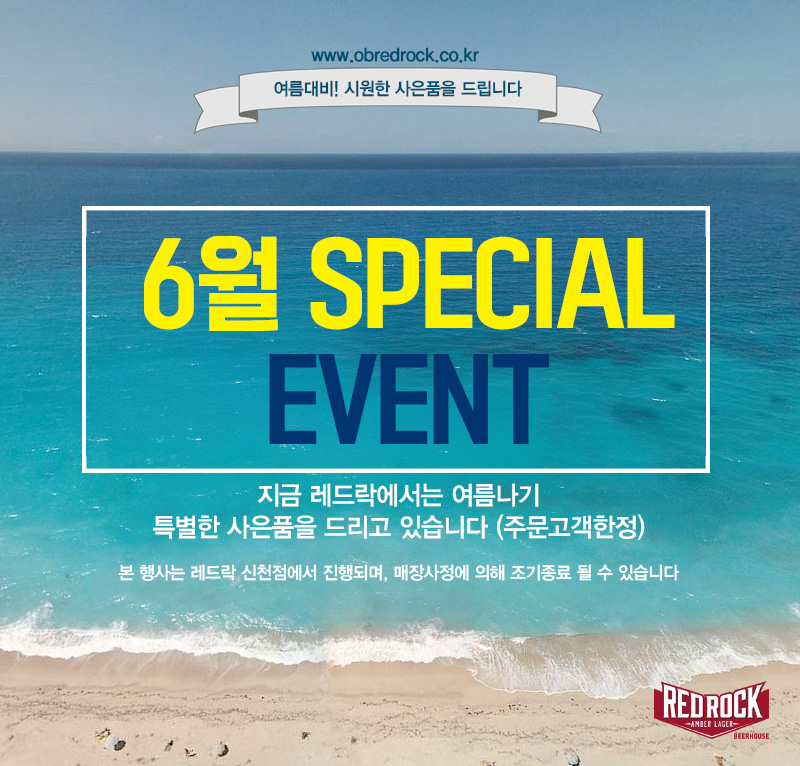 www.obredrock.co.kr
여름대비! 시원한 사은품을 드립니다
6월 SPECIAL
EVENT
지금 레드락에서는 여름나기
특별한 사은품을 드리고 있습니다 (주문고객한정)
본 행사는 레드락 신천점에서 진행되며, 매장사정에 의해 조기종료 될 수 있습니다
REDROCK
AMBER LAGER
BEERHOUSE